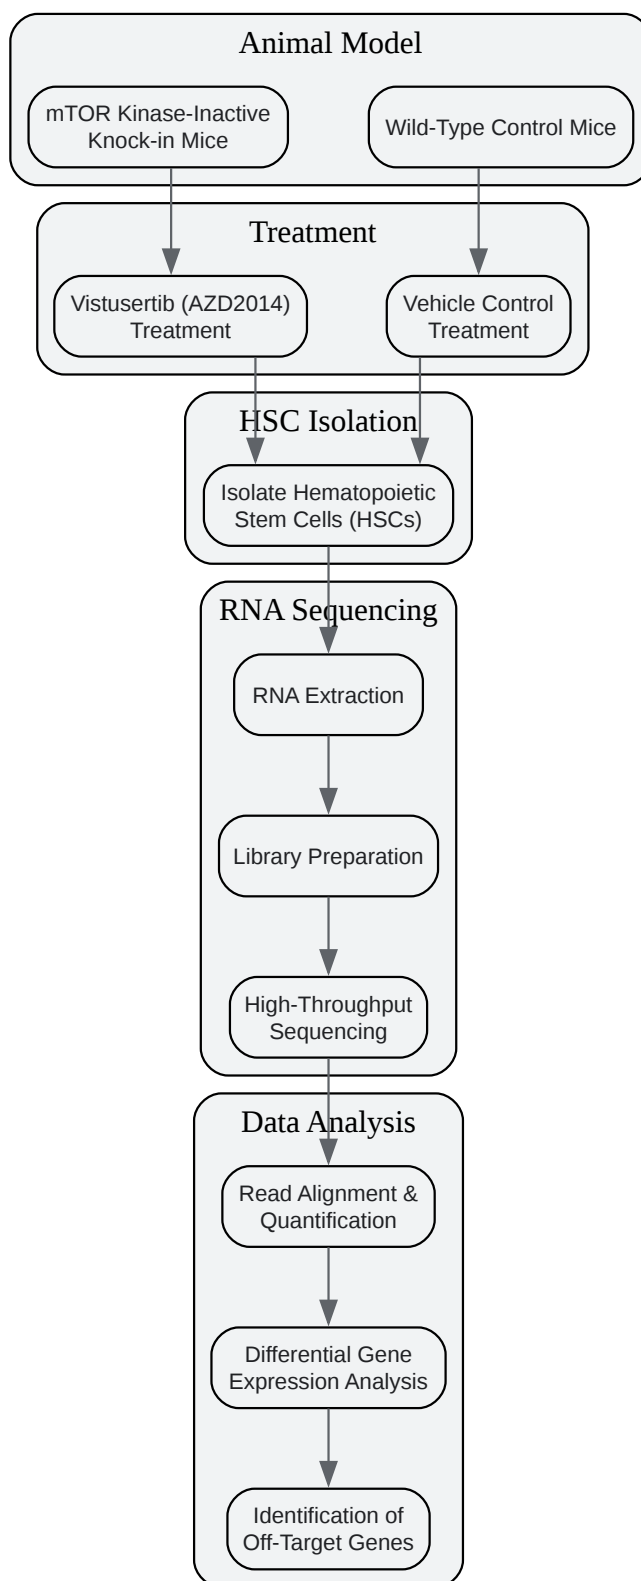 Animal Model
mTOR Kinase-Inactive
Knock-in Mice
Wild-Type Control Mice
Treatment
Vistusertib (AZD2014)
Treatment
Vehicle Control
Treatment
HSC Isolation
Isolate Hematopoietic
Stem Cells (HSCs)
RNA Sequencing
RNA Extraction
Library Preparation
High-Throughput
Sequencing
Data Analysis
Read Alignment &
Quantification
Differential Gene
Expression Analysis
Identification of
Off-Target Genes